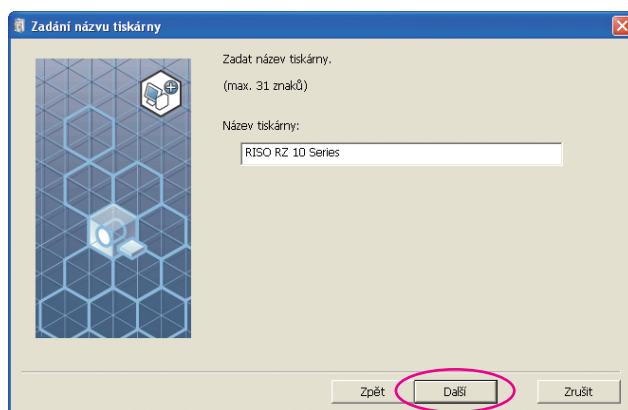 Zadání názvu tiskárny
Zadat název tiskárny.
(max. 31 znaků)
Název tiskárny:
RISO RZ 10 Series
Zpět
Další
Zrušit